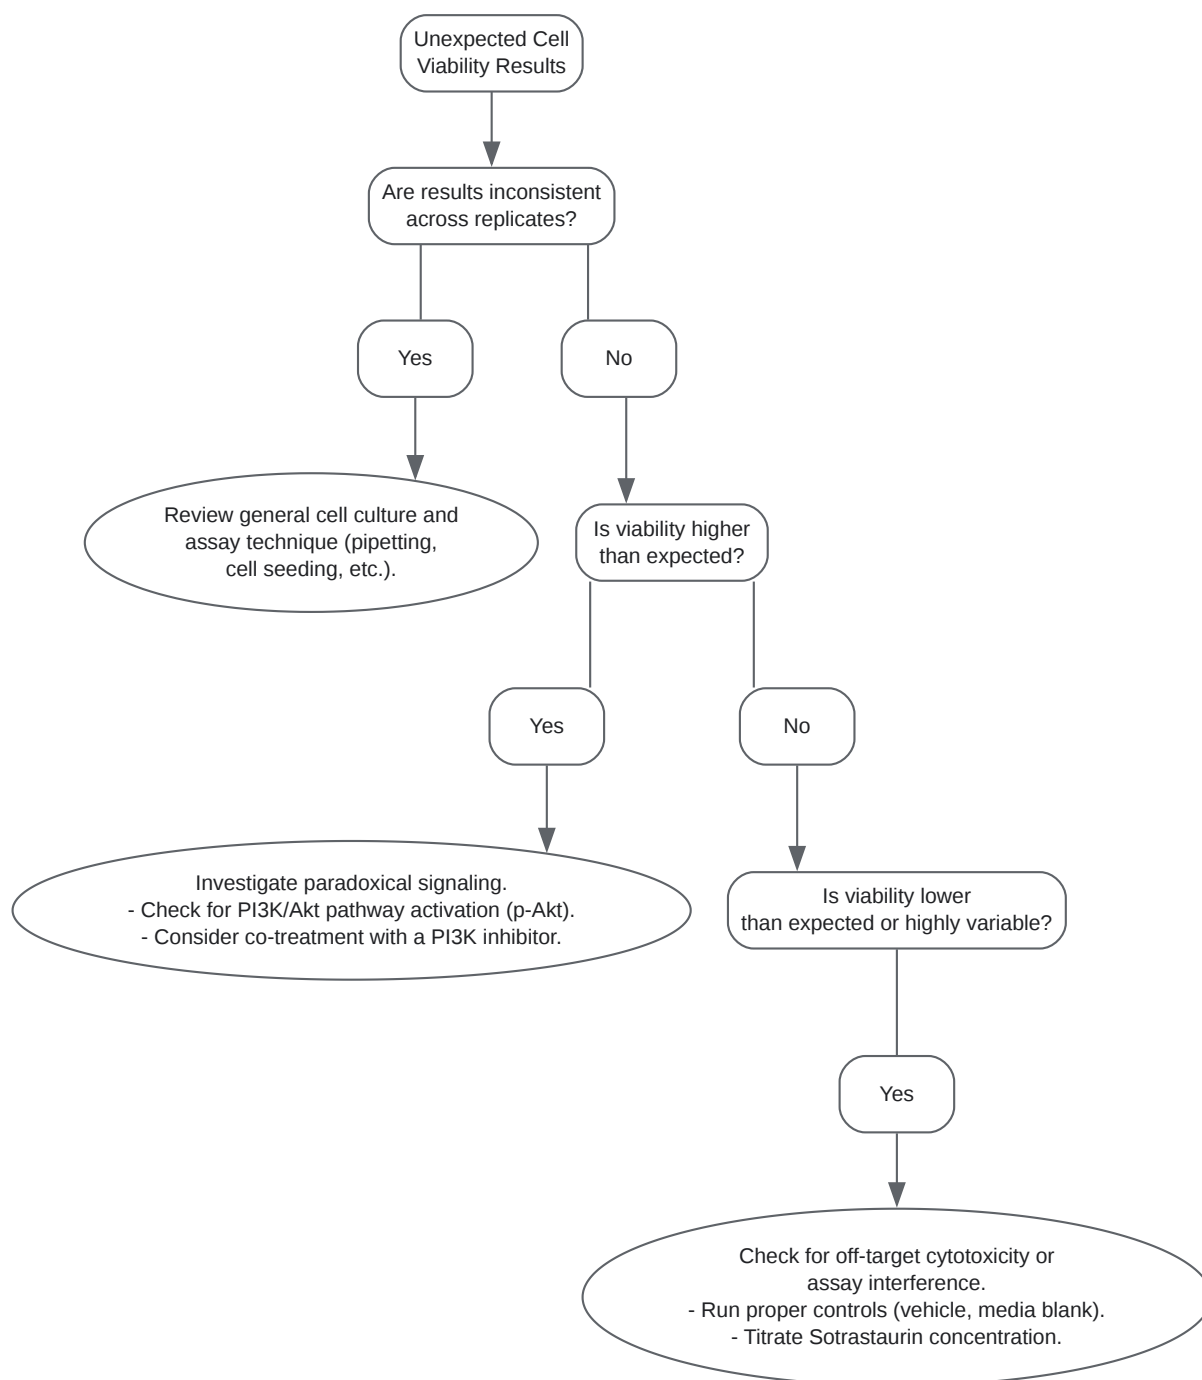 Unexpected Cell
Viability Results
Are results inconsistent
across replicates?
Yes
No
Review general cell culture and
assay technique (pipetting,
cell seeding, etc.).
Is viability higher
than expected?
Yes
No
Investigate paradoxical signaling.
- Check for PI3K/Akt pathway activation (p-Akt).
- Consider co-treatment with a PI3K inhibitor.
Is viability lower
than expected or highly variable?
Yes
Check for off-target cytotoxicity or
assay interference.
- Run proper controls (vehicle, media blank).
- Titrate Sotrastaurin concentration.